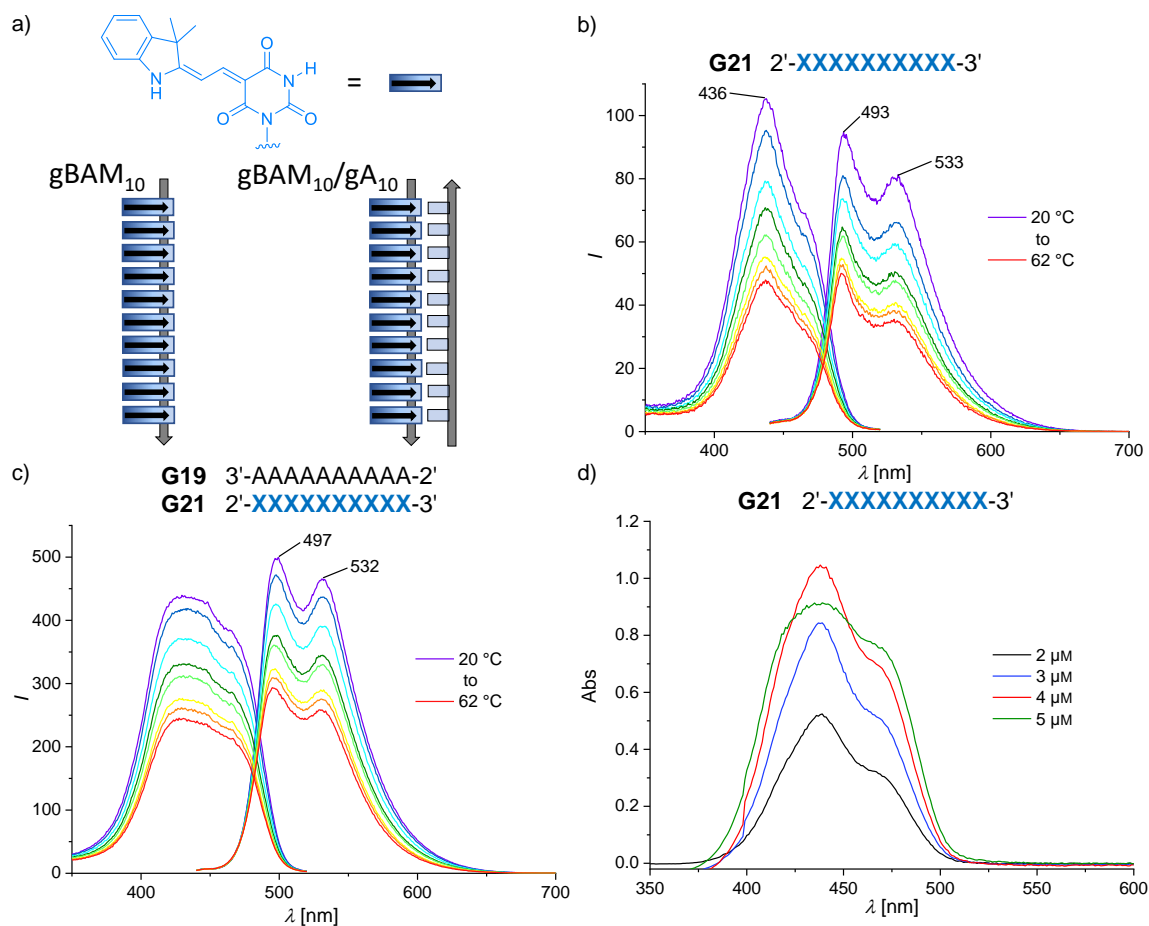 a)
N
H
O
O
O
N
N
H
=
gBAM₁₀
gBAM₁₀/gA₁₀
b)
G21 2'-XXXXXXXXXX-3'
436
493
533
20 °C
to
62 °C
I
100
80
60
40
20
0
400
500
600
700
λ [nm]
c)
G19 3'-AAAAAAAAAA-2'
G21 2'-XXXXXXXXXX-3'
497
532
20 °C
to
62 °C
I
500
400
300
200
100
0
400
500
600
700
λ [nm]
d)
G21 2'-XXXXXXXXXX-3'
2 µM
3 µM
4 µM
5 µM
Abs
1.2
1.0
0.8
0.6
0.4
0.2
0.0
350
400
450
500
550
600
λ [nm]